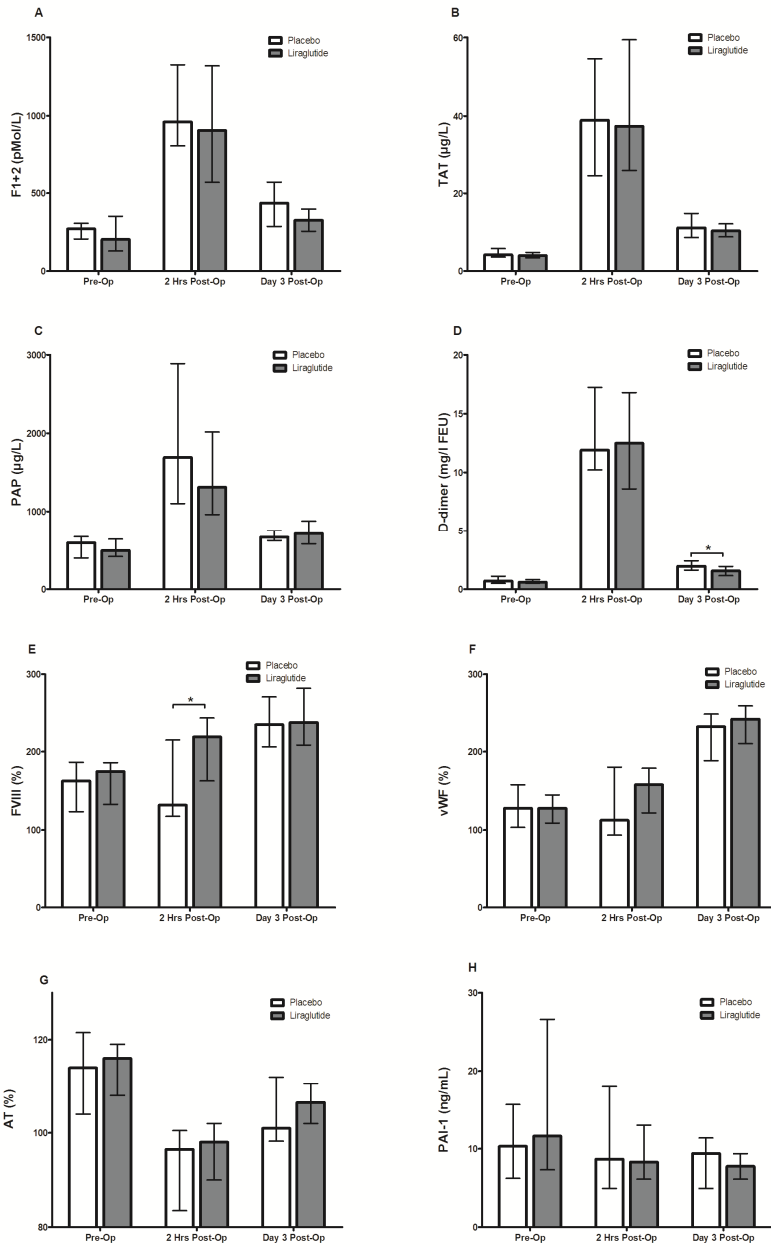 A
1500
1000
500
0
F1+2 (pMol/L)
Placebo
Liraglutide
Pre-Op
2 Hrs Post-Op
Day 3 Post-Op
B
60
40
20
0
TAT (µg/L)
Placebo
Liraglutide
Pre-Op
2 Hrs Post-Op
Day 3 Post-Op
C
3000
2000
1000
0
PAP (µg/L)
Placebo
Liraglutide
Pre-Op
2 Hrs Post-Op
Day 3 Post-Op
D
20
15
10
5
0
D-dimer (mg/l FEU)
Placebo
Liraglutide
*
Pre-Op
2 Hrs Post-Op
Day 3 Post-Op
E
300
200
100
0
FVIII (%)
Placebo
Liraglutide
*
Pre-Op
2 Hrs Post-Op
Day 3 Post-Op
F
300
200
100
0
vWF (%)
Placebo
Liraglutide
Pre-Op
2 Hrs Post-Op
Day 3 Post-Op
G
120
100
80
AT (%)
Placebo
Liraglutide
Pre-Op
2 Hrs Post-Op
Day 3 Post-Op
H
30
20
10
0
PAI-1 (ng/mL)
Placebo
Liraglutide
Pre-Op
2 Hrs Post-Op
Day 3 Post-Op